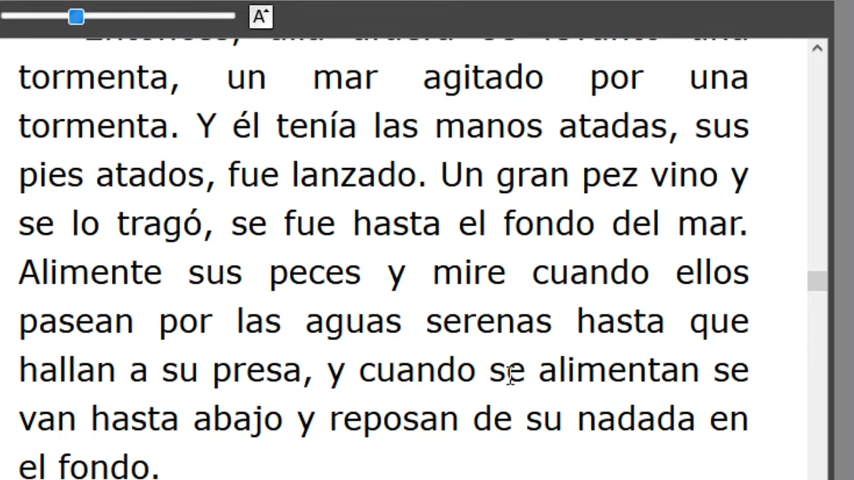 A
tormenta, un mar agitado por una
tormenta. Y él tenía las manos atadas, sus
pies atados, fue lanzado. Un gran pez vino y
se lo tragó, se fue hasta el fondo del mar.
Alimente sus peces y mire cuando ellos
pasean por las aguas serenas hasta que
hallan a su presa, y cuando se alimentan se
van hasta abajo y reposan de su nadada en
el fondo.